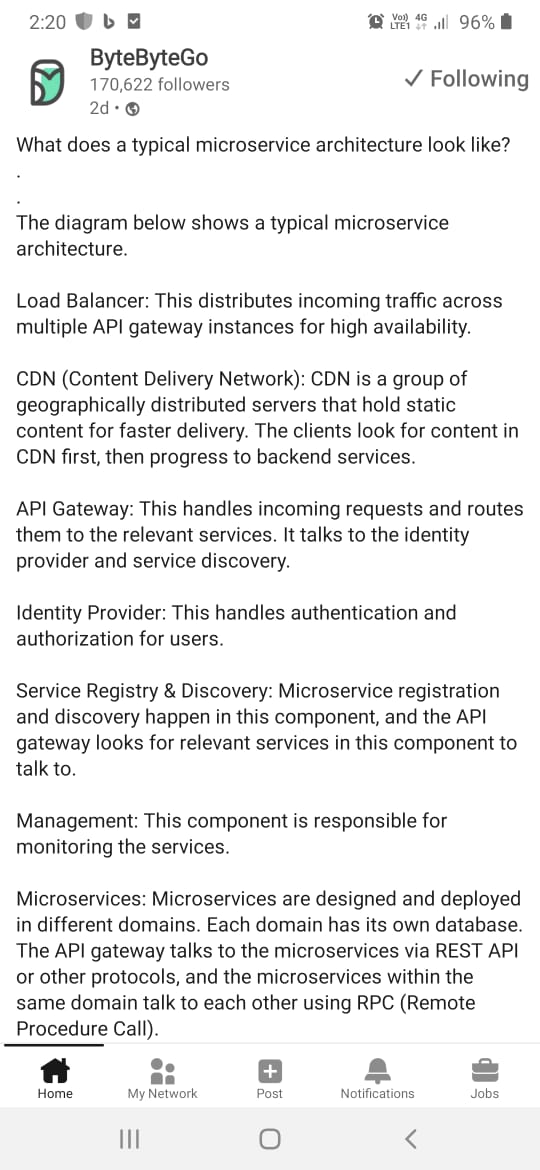 2:20
Vo)) 4G
LTE1
96%
ByteByteGo
170,622 followers
2d •
✓ Following
What does a typical microservice architecture look like?
.
.
The diagram below shows a typical microservice
architecture.
Load Balancer: This distributes incoming traffic across
multiple API gateway instances for high availability.
CDN (Content Delivery Network): CDN is a group of
geographically distributed servers that hold static
content for faster delivery. The clients look for content in
CDN first, then progress to backend services.
API Gateway: This handles incoming requests and routes
them to the relevant services. It talks to the identity
provider and service discovery.
Identity Provider: This handles authentication and
authorization for users.
Service Registry & Discovery: Microservice registration
and discovery happen in this component, and the API
gateway looks for relevant services in this component to
talk to.
Management: This component is responsible for
monitoring the services.
Microservices: Microservices are designed and deployed
in different domains. Each domain has its own database.
The API gateway talks to the microservices via REST API
or other protocols, and the microservices within the
same domain talk to each other using RPC (Remote
Procedure Call).
Home
My Network
Post
Notifications
Jobs